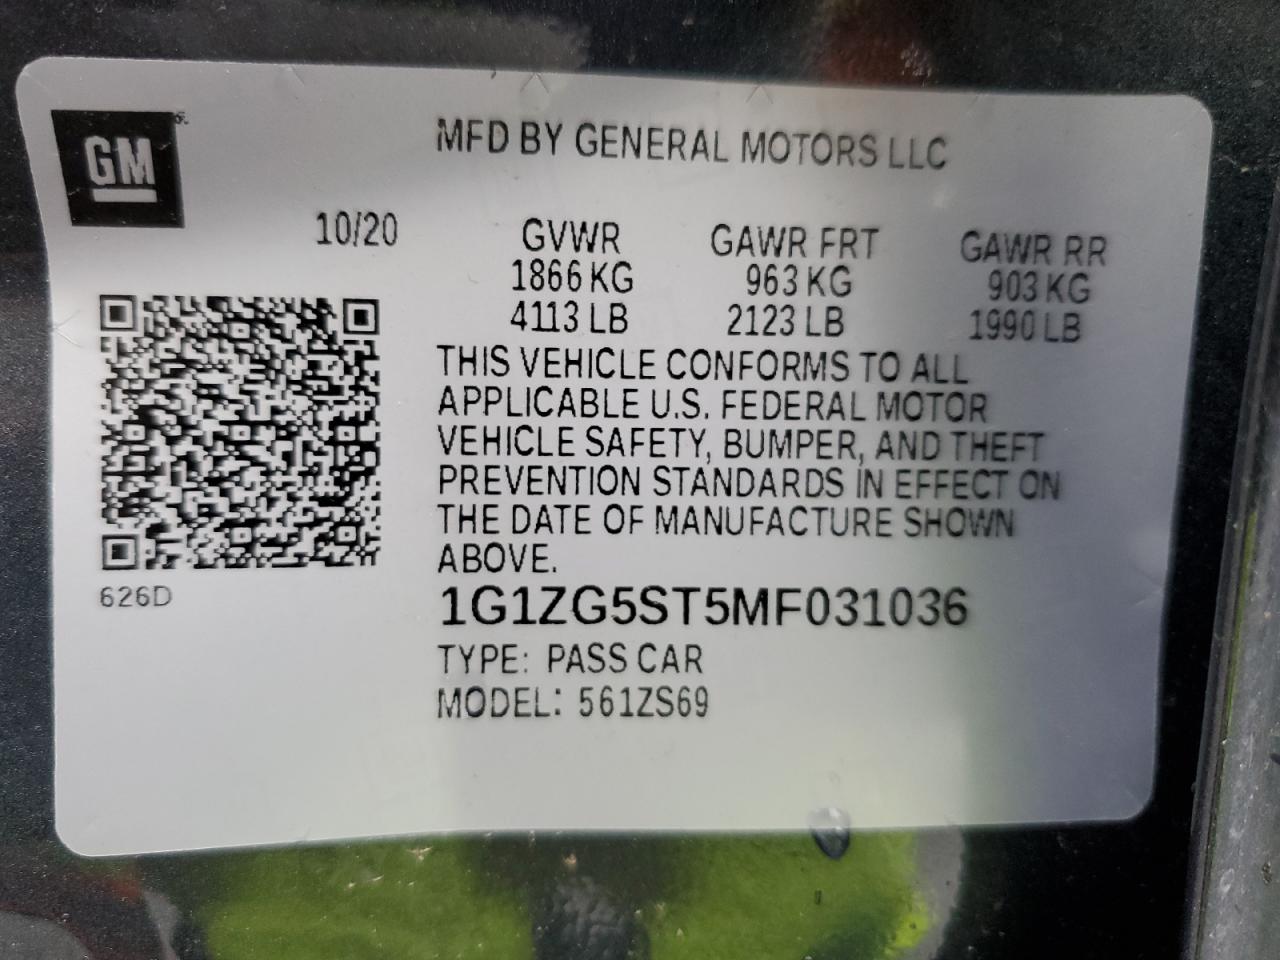 GM
MFD BY GENERAL MOTORS LLC
10/20
GVWR GAWR FRT GAWR RR
1866 KG 963 KG 903 KG
4113 LB 2123 LB 1990 LB
THIS VEHICLE CONFORMS TO ALL
APPLICABLE U.S. FEDERAL MOTOR
VEHICLE SAFETY, BUMPER, AND THEFT
PREVENTION STANDARDS IN EFFECT ON
THE DATE OF MANUFACTURE SHOWN
ABOVE.
626D
1G1ZG5ST5MF031036
TYPE: PASS CAR
MODEL: 561ZS69